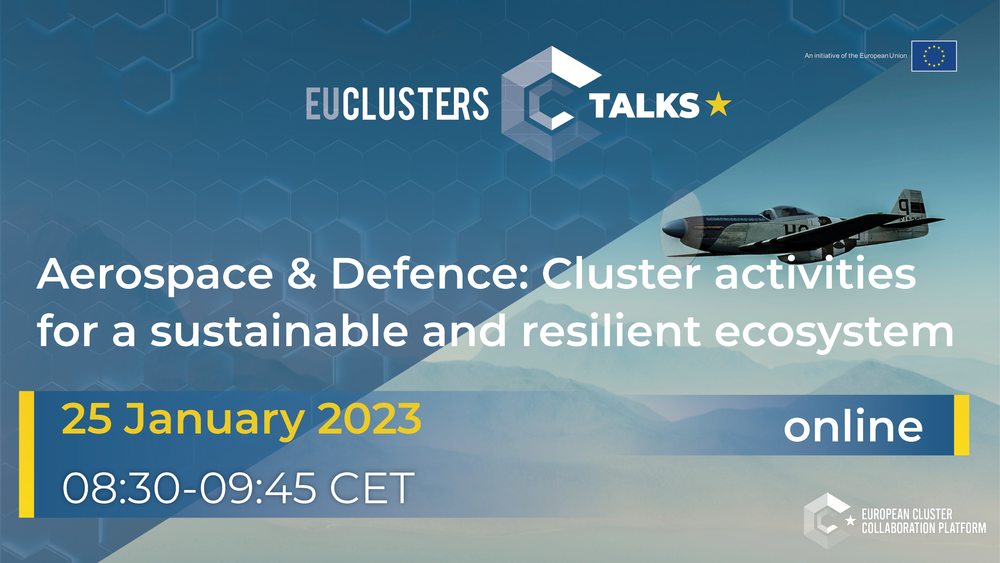 An initiative of the European Union
EUCLUSTERS TALKS
Aerospace & Defence: Cluster activities
for a sustainable and resilient ecosystem
25 January 2023
online
08:30-09:45 CET
EUROPEAN CLUSTER
COLLABORATION PLATFORM